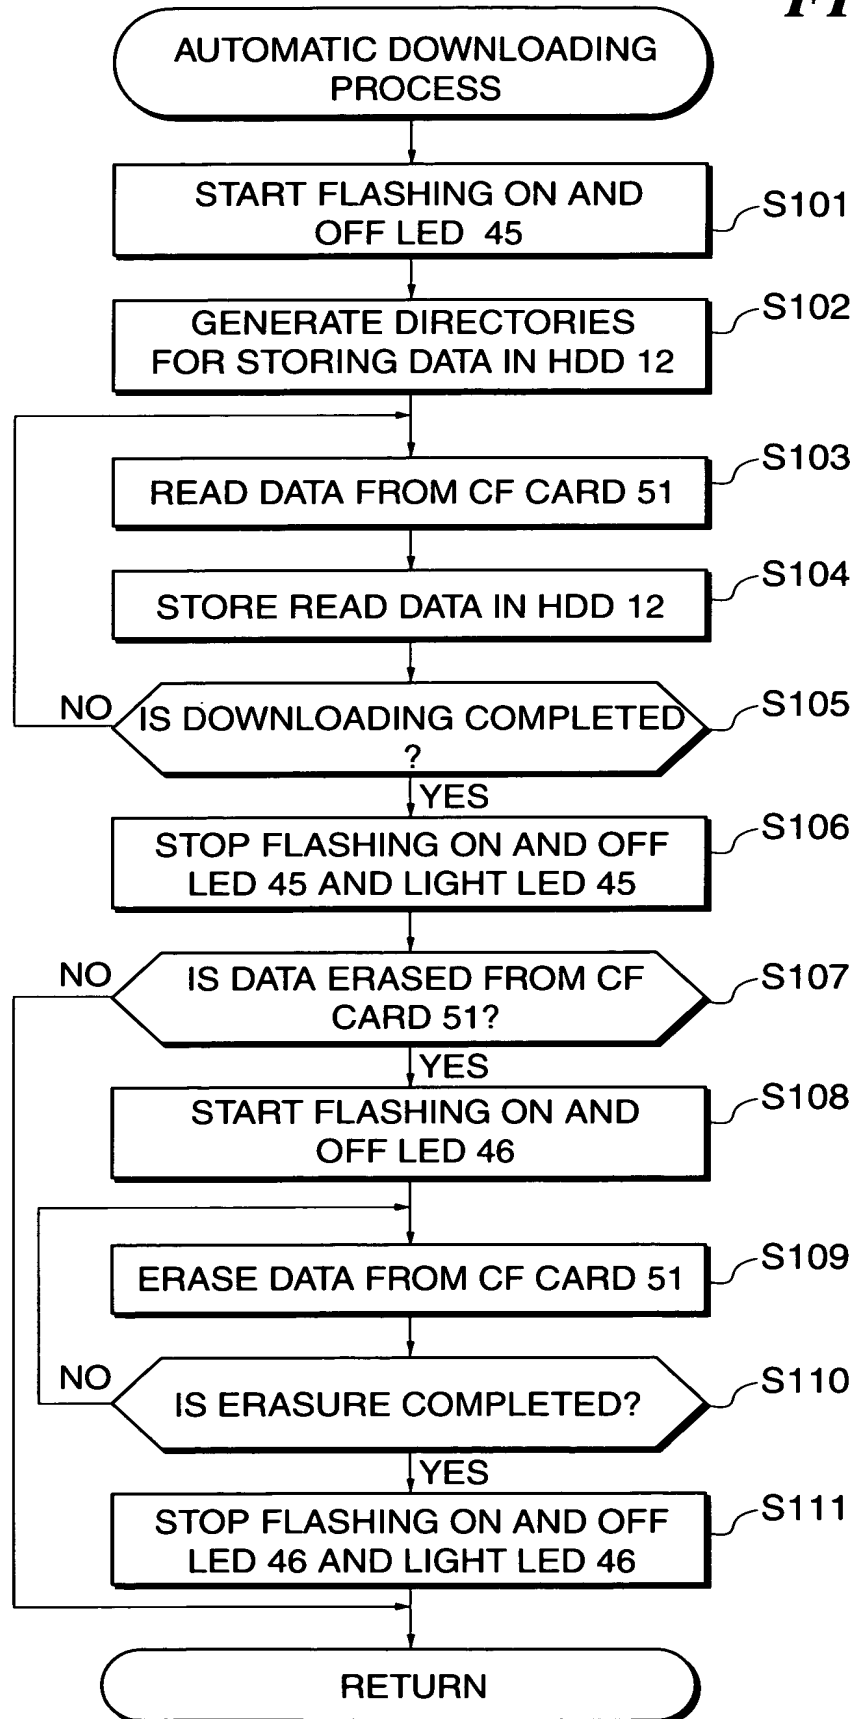 AUTOMATIC DOWNLOADING
PROCESS
START FLASHING ON AND
OFF LED 45
S101
GENERATE DIRECTORIES
FOR STORING DATA IN HDD 12
S102
READ DATA FROM CF CARD 51
S103
STORE READ DATA IN HDD 12
S104
NO
IS DOWNLOADING COMPLETED
?
S105
YES
STOP FLASHING ON AND OFF
LED 45 AND LIGHT LED 45
S106
NO
IS DATA ERASED FROM CF
CARD 51?
S107
YES
START FLASHING ON AND
OFF LED 46
S108
ERASE DATA FROM CF CARD 51
S109
NO
IS ERASURE COMPLETED?
S110
YES
STOP FLASHING ON AND OFF
LED 46 AND LIGHT LED 46
S111
RETURN